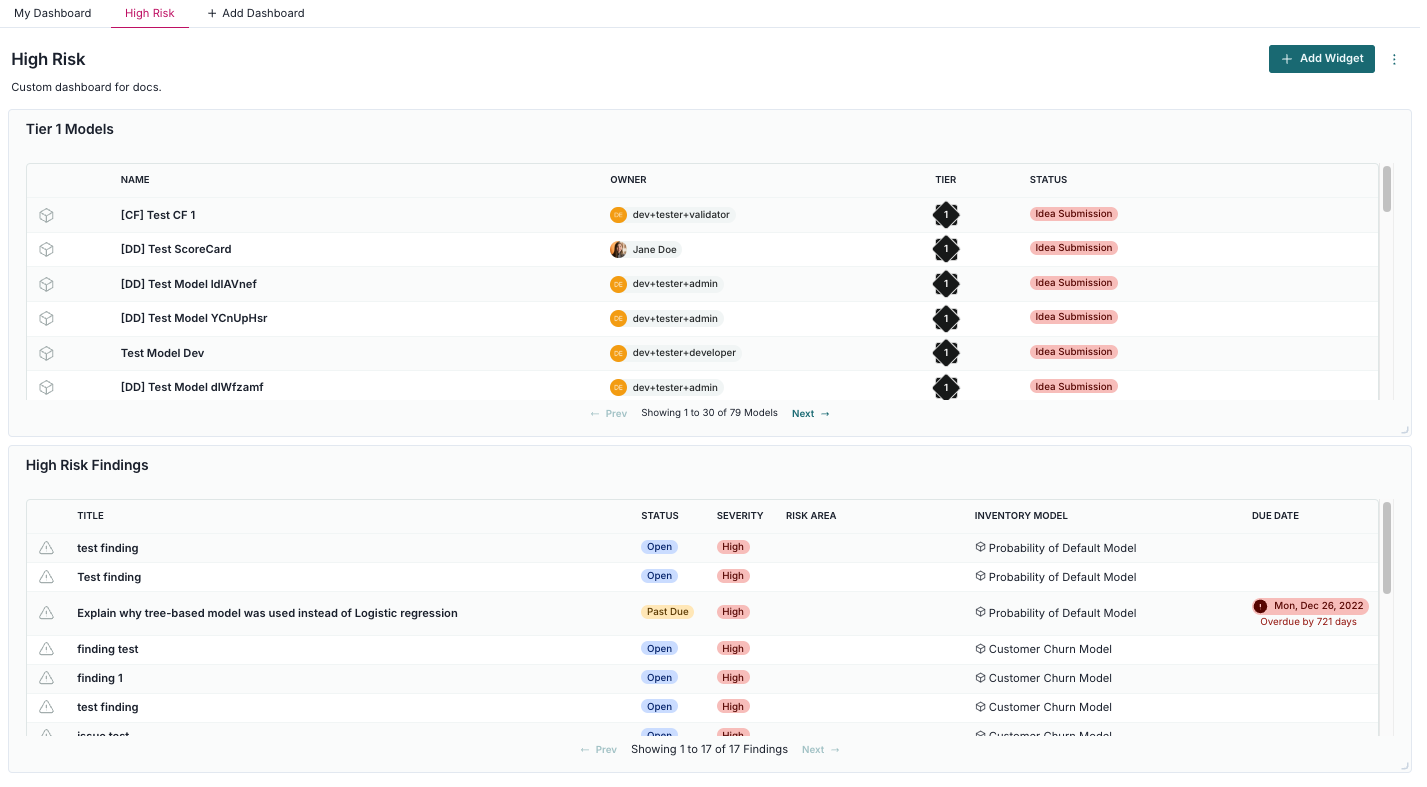 My Dashboard High Risk + Add Dashboard
High Risk
+ Add Widget
Custom dashboard for docs.
Tier 1 Models
NAME OWNER TIER STATUS
[CF] Test CF 1 DE dev+tester+validator 1 Idea Submission
[DD] Test ScoreCard Jane Doe 1 Idea Submission
[DD] Test Model IdIAVnef DE dev+tester+admin 1 Idea Submission
[DD] Test Model YCnUpHsr DE dev+tester+admin 1 Idea Submission
Test Model Dev DE dev+tester+developer 1 Idea Submission
[DD] Test Model dIWfzamf DE dev+tester+admin 1 Idea Submission
← Prev Showing 1 to 30 of 79 Models Next →
High Risk Findings
TITLE STATUS SEVERITY RISK AREA INVENTORY MODEL DUE DATE
test finding Open High Probability of Default Model
Test finding Open High Probability of Default Model
Explain why tree-based model was used instead of Logistic regression Past Due High Probability of Default Model Mon, Dec 26, 2022
Overdue by 721 days
finding test Open High Customer Churn Model
finding 1 Open High Customer Churn Model
test finding Open High Customer Churn Model
issue test Open High Customer Churn Model
← Prev Showing 1 to 17 of 17 Findings Next →